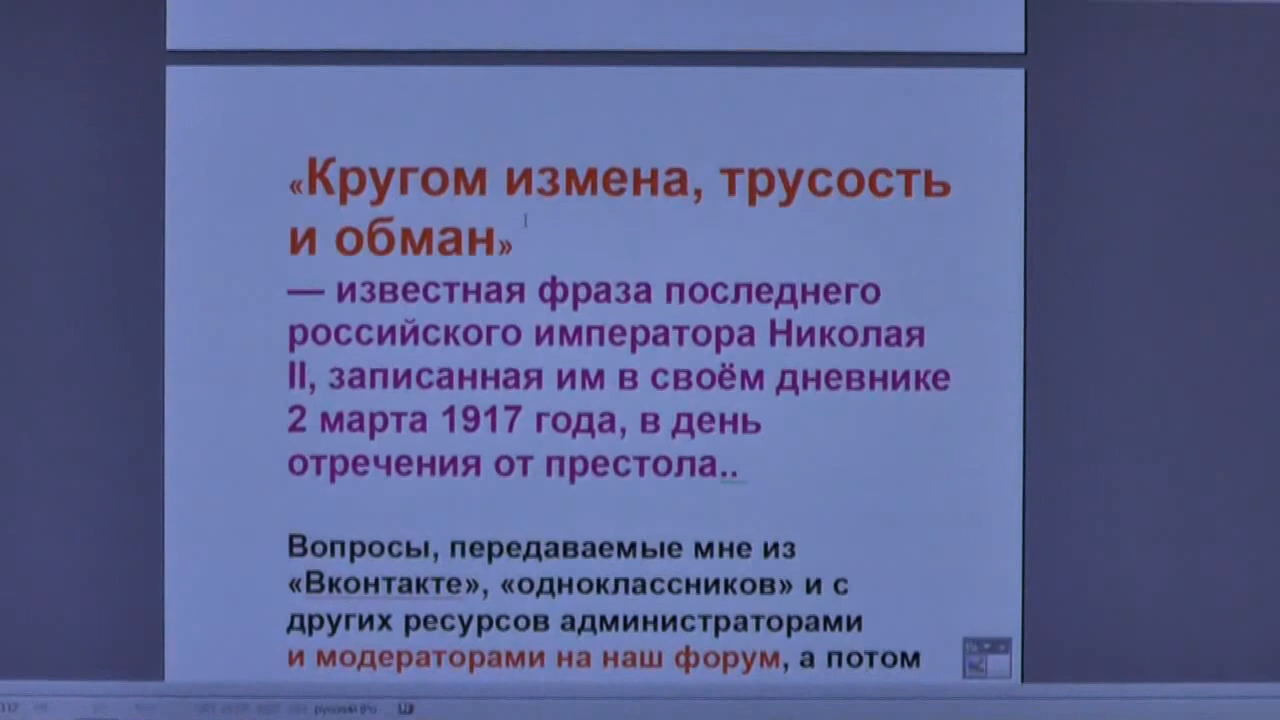 «Кругом измена, трусость
и обман»
— известная фраза последнего
российского императора Николая
II, записанная им в своём дневнике
2 марта 1917 года, в день
отречения от престола..
Вопросы, передаваемые мне из
«Вконтакте», «одноклассников» и с
других ресурсов администраторами
и модераторами на наш форум, а потом
русский